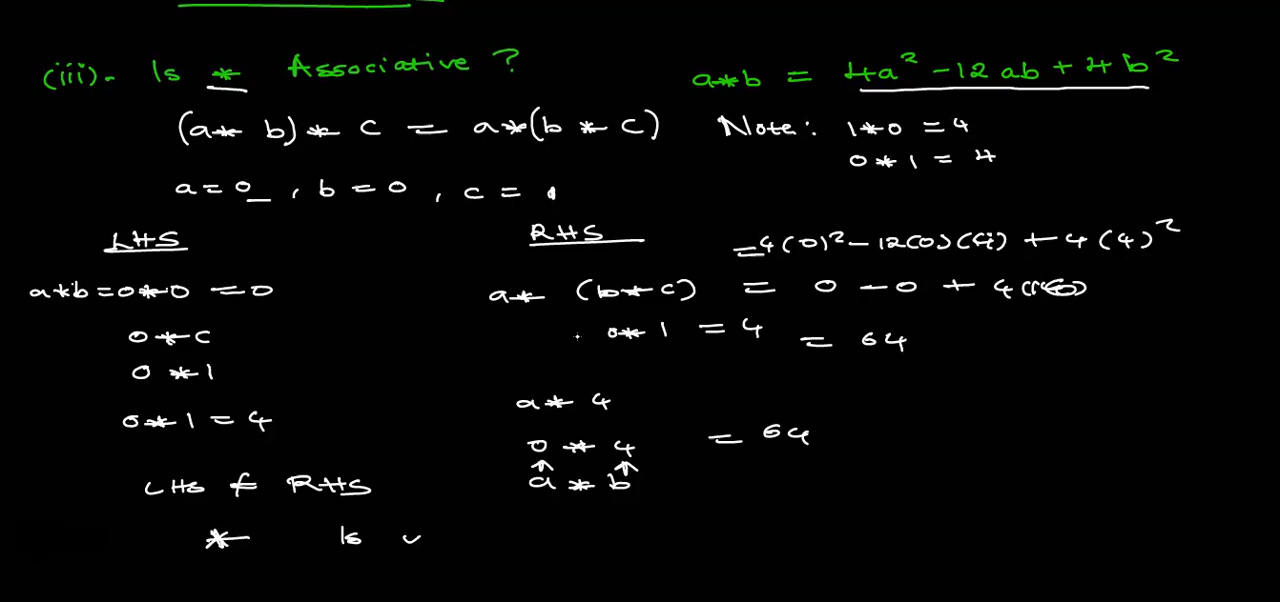 (iii). Is * Associative ?
a*b = 4a² - 12ab + 4b²
(a* b)* c = a*(b * c)
Note: 1*0 = 4
0*1 = 4
a = 0 , b = 0 , c = 1
LHS
a*b = 0*0 = 0
0*c
0*1
0*1 = 4
LHS ≠ RHS
* Is
RHS
= 4(0)² - 12(0)(4) + 4(4)²
a* (b*c) = 0 - 0 + 4(16)
0*1 = 4 = 64
a* 4
0 * 4 = 64
↑ ↑
a * b